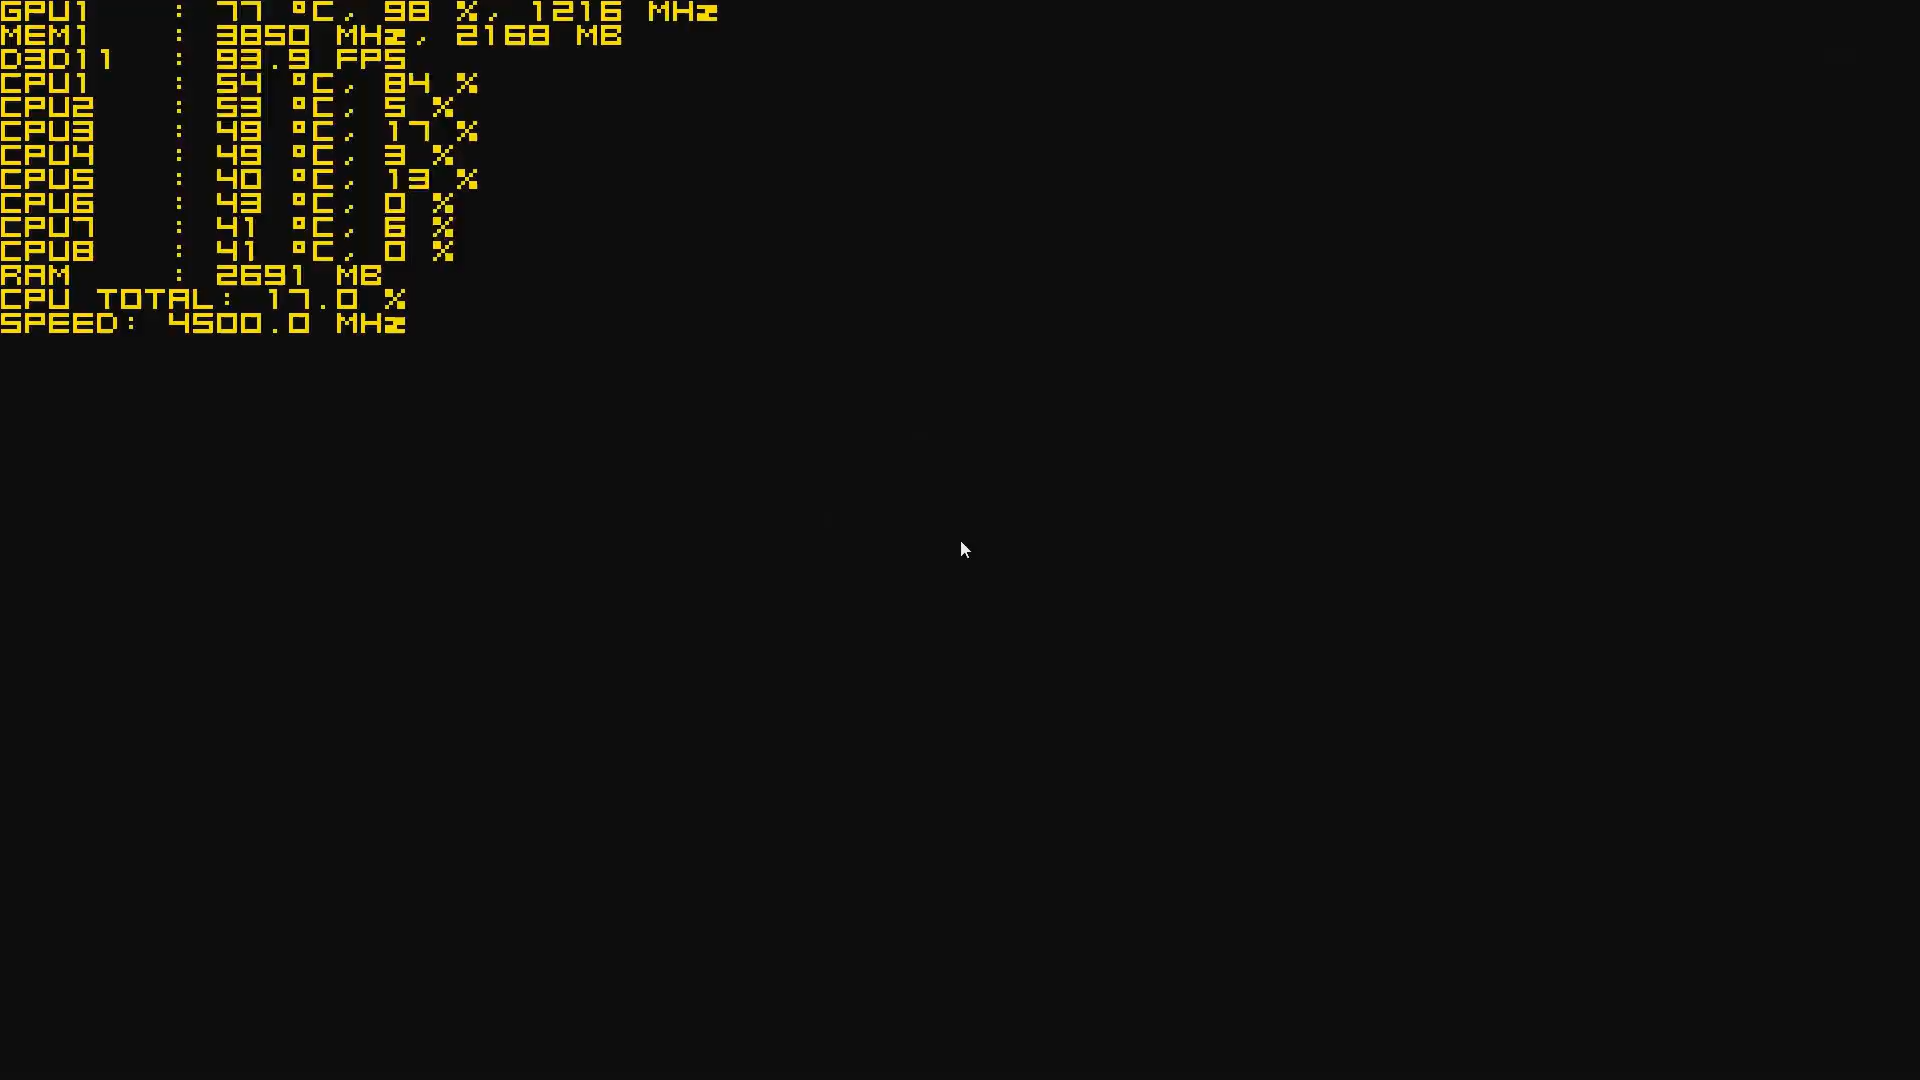 GPU1 : 77 °C, 98 %, 1216 MHz
MEM1 : 3850 MHz, 2168 MB
D3D11 : 93.9 FPS
CPU1 : 54 °C, 84 %
CPU2 : 53 °C, 5 %
CPU3 : 49 °C, 17 %
CPU4 : 49 °C, 3 %
CPU5 : 40 °C, 13 %
CPU6 : 43 °C, 0 %
CPU7 : 41 °C, 6 %
CPU8 : 41 °C, 0 %
RAM : 2691 MB
CPU TOTAL: 17.0 %
SPEED: 4500.0 MHz